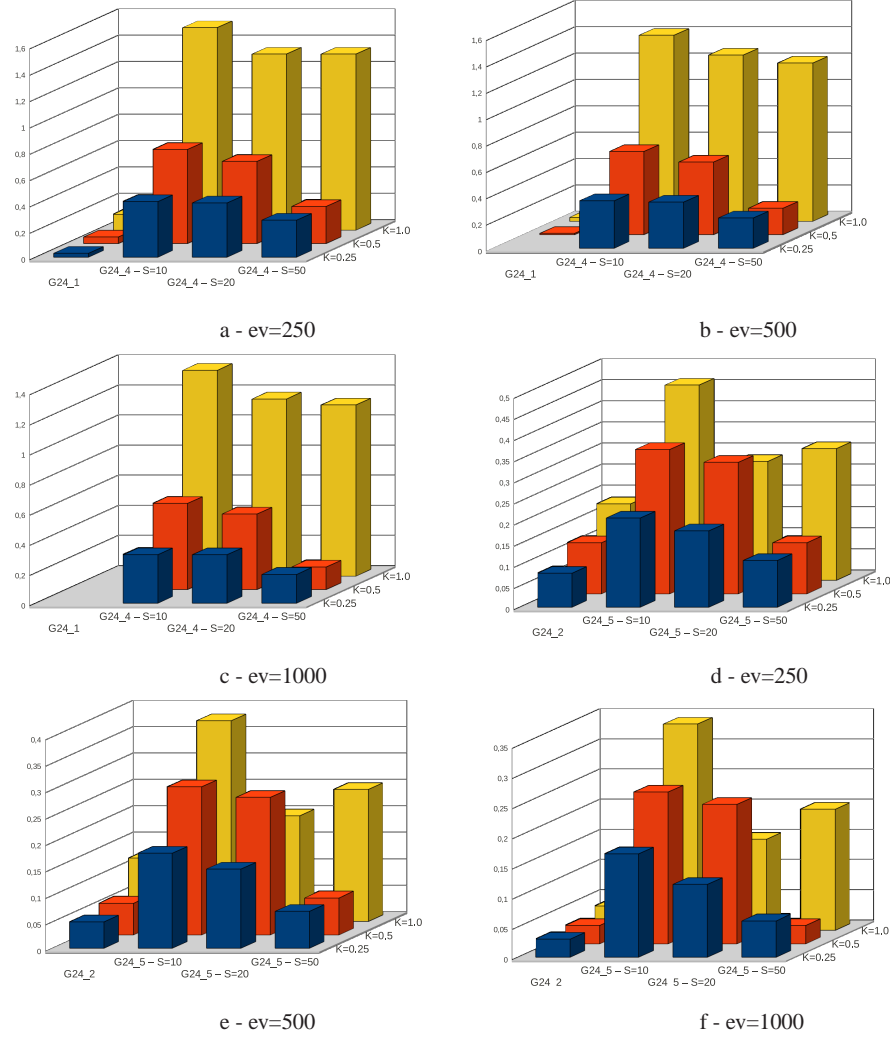 1,6
1,4
1,2
1
0,8
0,6
0,4
0,2
0
G24_1
G24_4 – S=10
G24_4 – S=20
G24_4 – S=50
K=0.25
K=0.5
K=1.0
a - ev=250
1,6
1,4
1,2
1
0,8
0,6
0,4
0,2
0
G24_1
G24_4 – S=10
G24_4 – S=20
G24_4 – S=50
K=0.25
K=0,5
K=1.0
b - ev=500
1,4
1,2
1
0,8
0,6
0,4
0,2
0
G24_1
G24_4 – S=10
G24_4 – S=20
G24_4 – S=50
K=0.25
K=0.5
K=1.0
c - ev=1000
0,5
0,45
0,4
0,35
0,3
0,25
0,2
0,15
0,1
0,05
0
G24_2
G24_5 – S=10
G24_5 – S=20
G24_5 – S=50
K=0.25
K=0,5
K=1,0
d - ev=250
0,4
0,35
0,3
0,25
0,2
0,15
0,1
0,05
0
G24_2
G24_5 – S=10
G24_5 – S=20
G24_5 – S=50
K=0.25
K=0.5
K=1.0
e - ev=500
0,35
0,3
0,25
0,2
0,15
0,1
0,05
0
G24 2
G24_5 – S=10
G24 5 – S=20
G24_5 – S=50
K=0.25
K=0.5
K=1.0
f - ev=1000